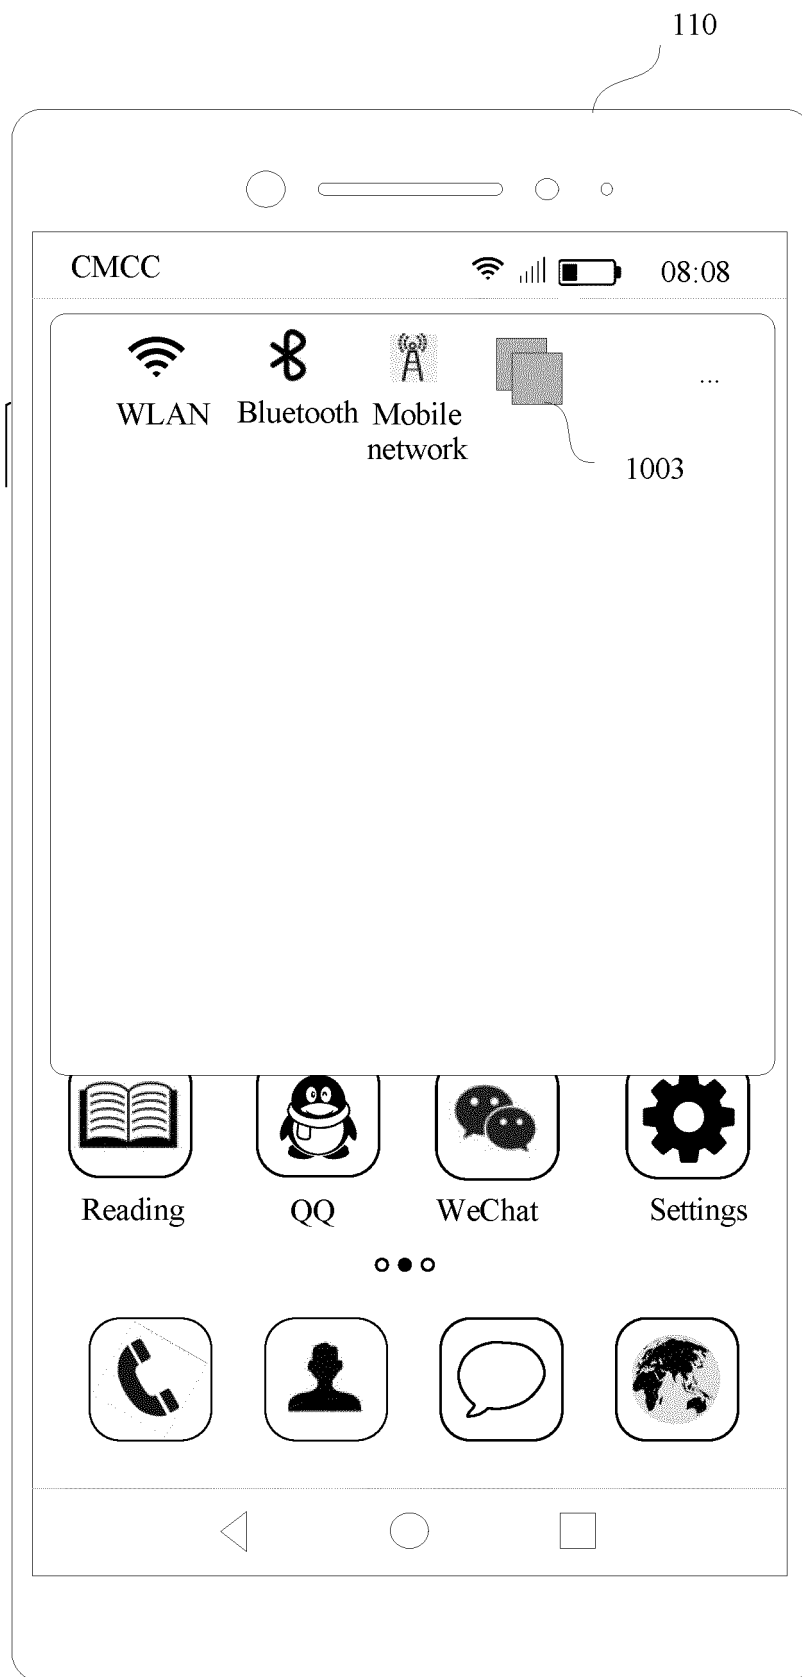 110
CMCC 08:08
WLAN Bluetooth Mobile
network
...
1003
Reading QQ WeChat Settings